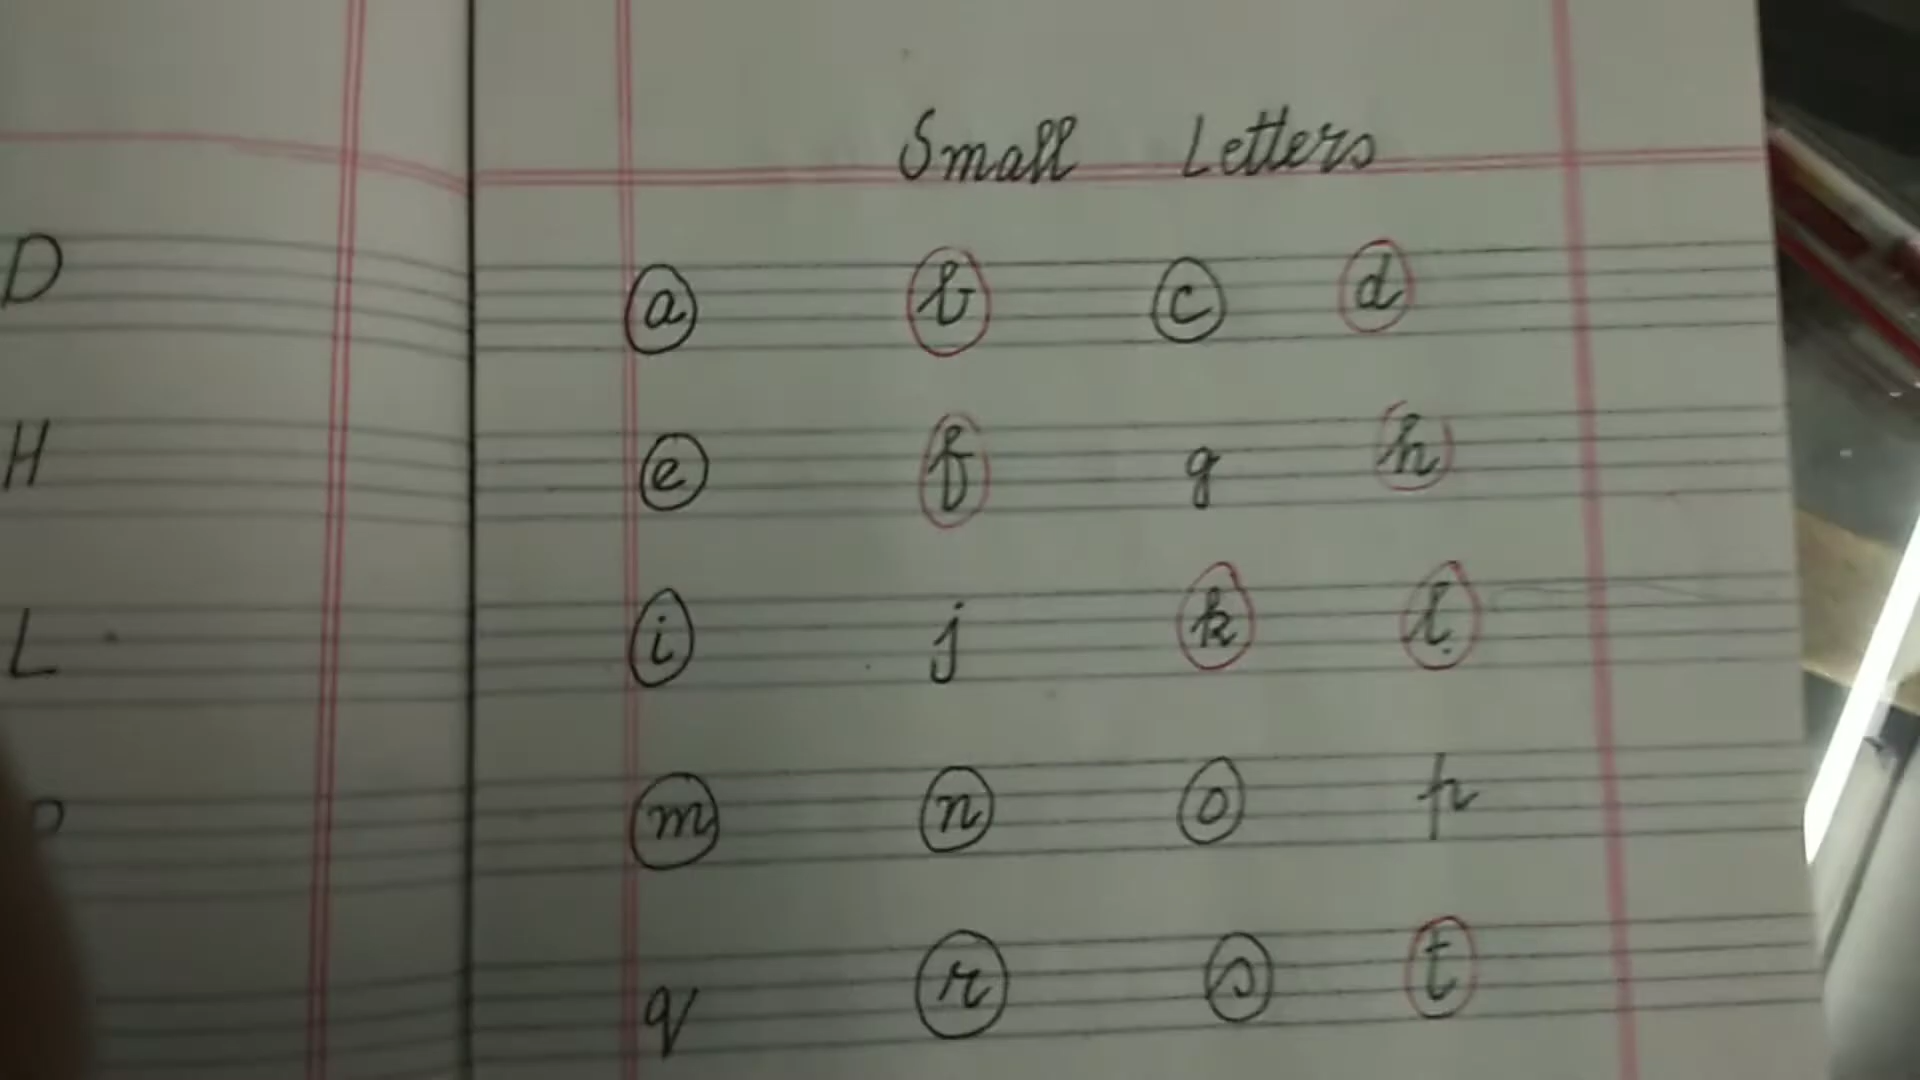 D
H
L
Small Letters
a b c d
e f g h
i j k l
m n o p
q r s t